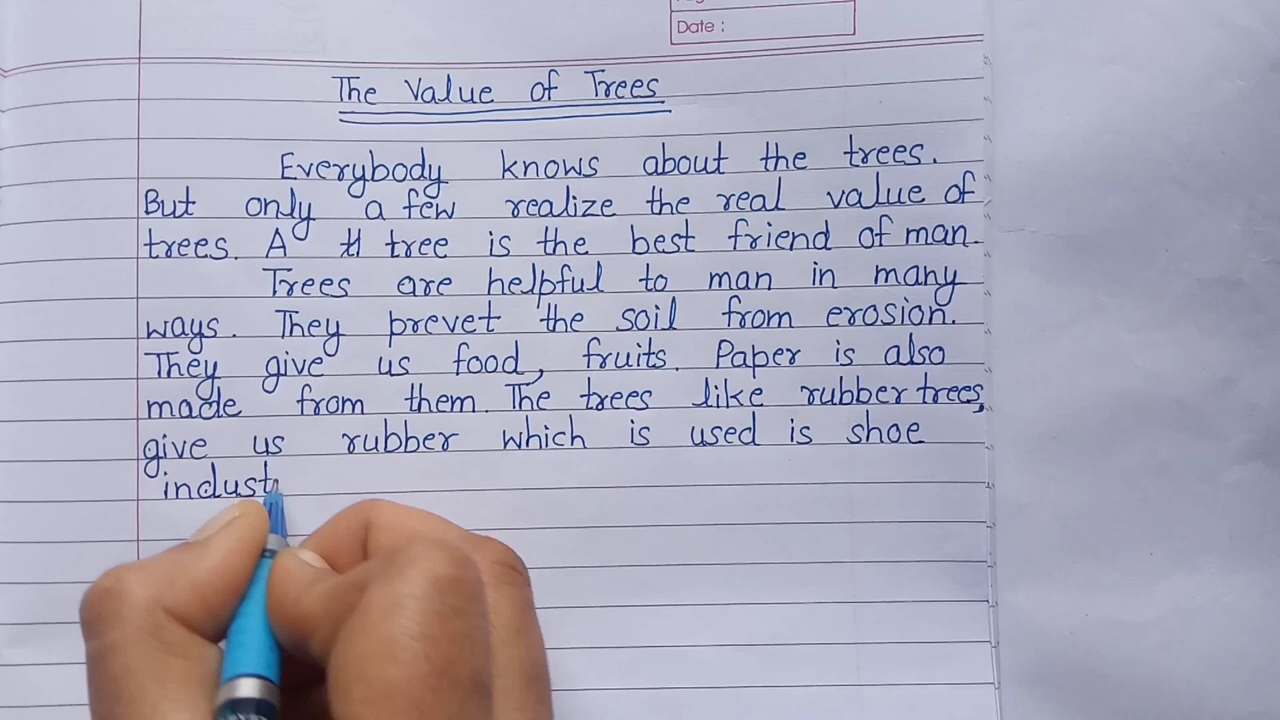 Date :
The Value of Trees
Everybody knows about the trees.
But only a few realize the real value of
trees. A tree is the best friend of man.
Trees are helpful to man in many
ways. They prevet the soil from erosion.
They give us food, fruits. Paper is also
made from them. The trees like rubber trees,
give us rubber which is used is shoe
indust